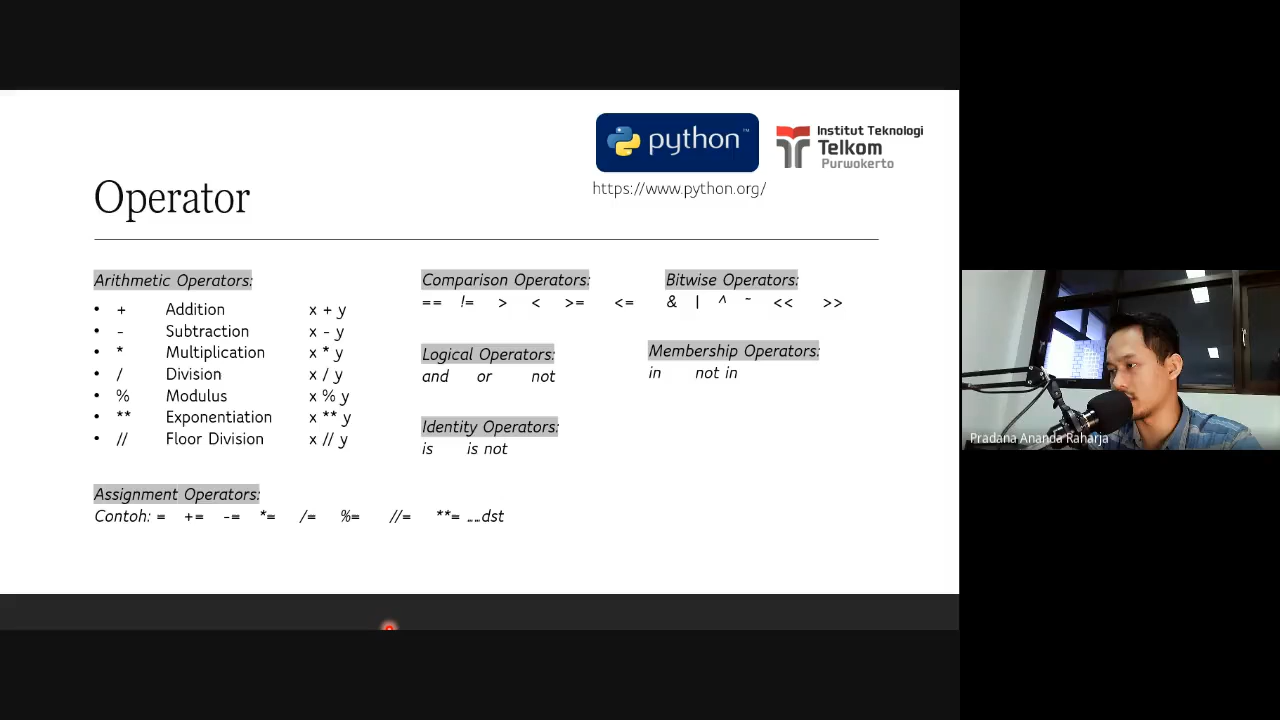 python™
Institut Teknologi
Telkom
Purwokerto
https://www.python.org/
Operator
Arithmetic Operators:
• + Addition x + y
• - Subtraction x - y
• * Multiplication x * y
• / Division x / y
• % Modulus x % y
• ** Exponentiation x ** y
• // Floor Division x // y
Assignment Operators:
Contoh: = += -= *= /= %= //= **= ....dst
Comparison Operators:
== != > < >= <=
Logical Operators:
and or not
Identity Operators:
is is not
Bitwise Operators:
& | ^ ~ << >>
Membership Operators:
in not in
Pradana Ananda Raharja